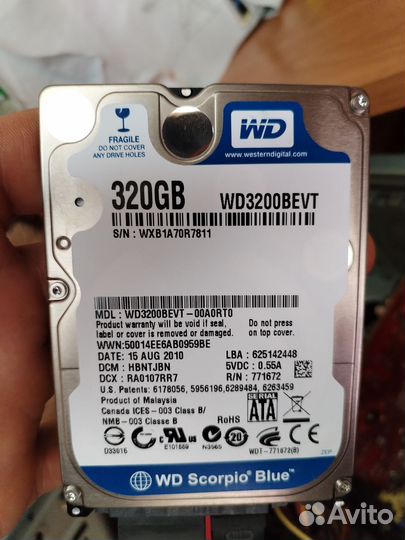 FRAGILE
DO NOT COVER
ANY DRIVE HOLES
WD
www.westerndigital.com
320GB WD3200BEVT
S/N : WXB1A70R7811
MDL : WD3200BEVT-00A0RT0
Product warranty will be void if seal,
label or cover is removed or damaged.
Do not press
on top cover
WWN:50014EE6AB0959BE
DATE: 15 AUG 2010 LBA : 625142448
DCM : HBNTJBN 5VDC : 0.55A
DCX : RA0107RR7 R/N : 771672
U.S. Patents: 6178056, 5956196,6289484, 6263459
Product of Malaysia
Canada ICES-003 Class B/
NMB-003 Classe B
RoHS
SERIAL
ATA
20
D33016 E101559 N3565 WDT-771672(B)
WD Scorpio® Blue™
Avito